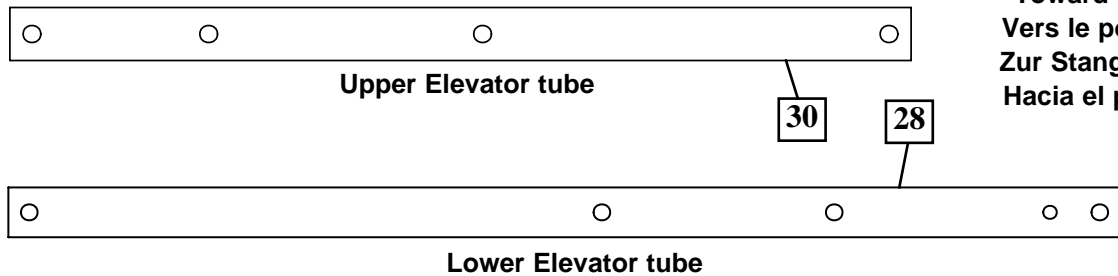 Toward
Vers le
Zur
Hacia el
Upper Elevator tube
30
28
Lower Elevator tube